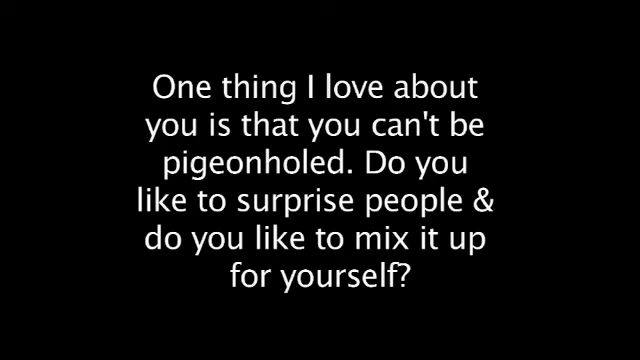 One thing I love about
you is that you can't be
pigeonholed. Do you
like to surprise people &
do you like to mix it up
for yourself?